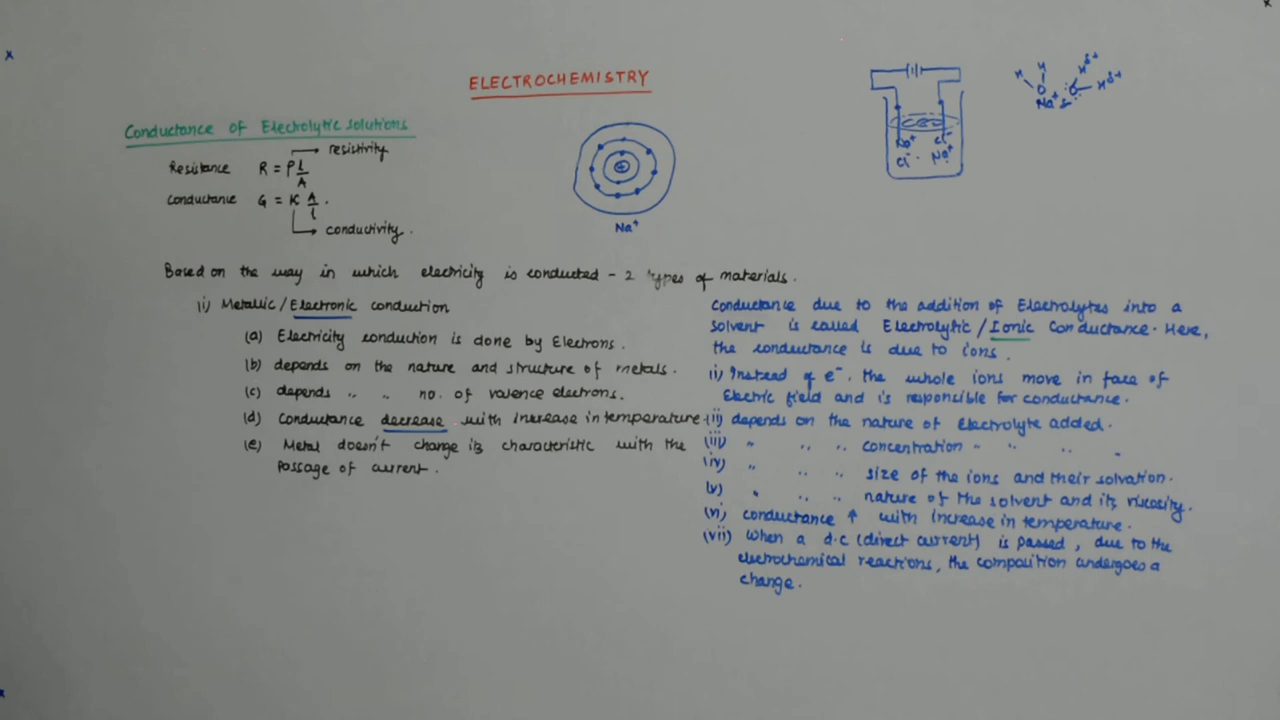 ELECTROCHEMISTRY
Conductance of Electrolytic solutions
resistivity
Resistance R = ρ l/A
Conductance G = K A/l .
conductivity .
Na⁺
H H H δ+
O O H δ+
Na⁺
Na⁺ Cl⁻
Cl⁻ Na⁺
Based on the way in which electricity is conducted - 2 types of materials .
(i) Metallic / Electronic conduction
(a) Electricity conduction is done by Electrons .
(b) depends on the nature and structure of metals .
(c) depends ,, ,, no. of valence electrons .
(d) Conductance decrease with Increase in temperature .
(e) Metal doesn't change its characteristic with the
Passage of current .
Conductance due to the addition of Electrolytes into a
solvent is called Electrolytic / Ionic Conductance . Here,
the conductance is due to ions .
(i) Instead of e⁻, the whole ions move in face of
Electric field and is responsible for conductance .
(ii) depends on the nature of Electrolyte added .
(iii) " ,, ,, concentration " " ,, "
(iv) " ,, ,, size of the ions and their solvation .
(v) " ,, ,, nature of the solvent and its viscosity .
(vi) conductance ↑ with Increase in temperature .
(vii) When a d.c (direct current) is passed, due to the
electrochemical reactions, the composition undergoes a
change .